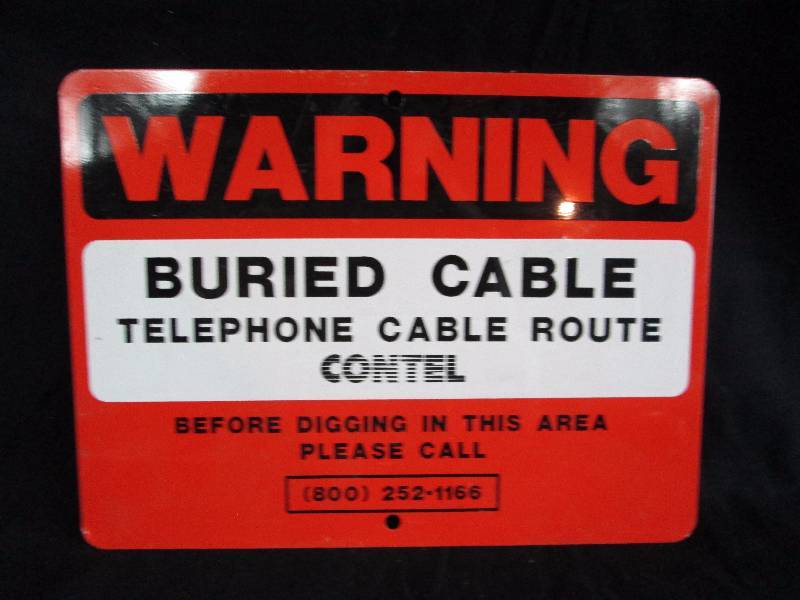 WARNING
BURIED CABLE
TELEPHONE CABLE ROUTE
CONTEL
BEFORE DIGGING IN THIS AREA
PLEASE CALL
(800) 252-1166